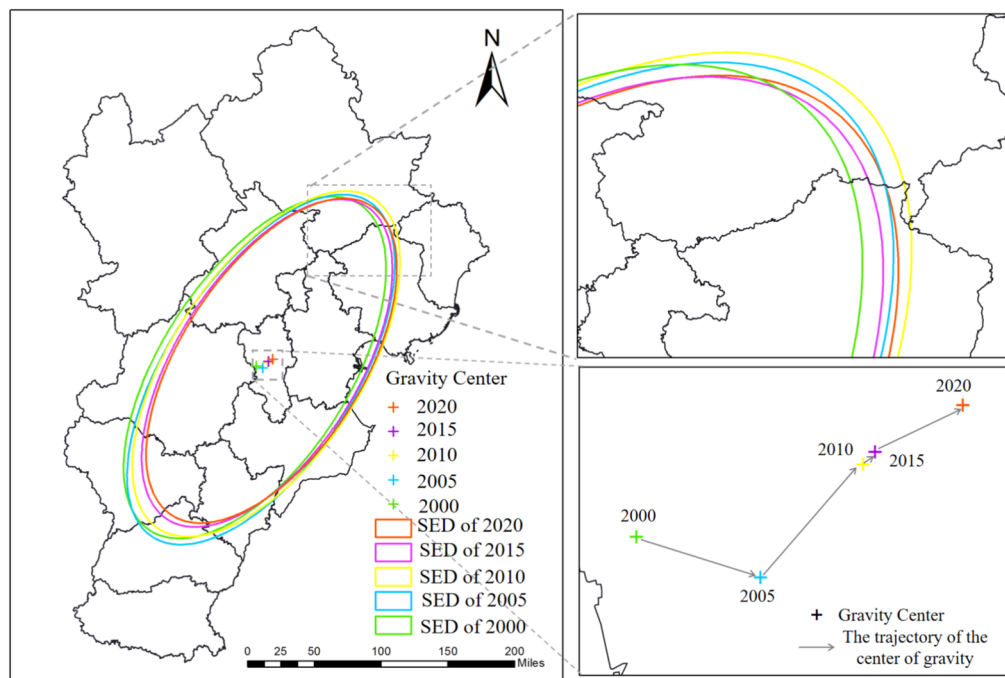 N
Gravity Center
2020
2015
2010
2005
2000
SED of 2020
SED of 2015
SED of 2010
SED of 2005
SED of 2000
0 25 50 100 150 200
Miles
2020
2010
2015
2000
2005
Gravity Center
The trajectory of the
center of gravity